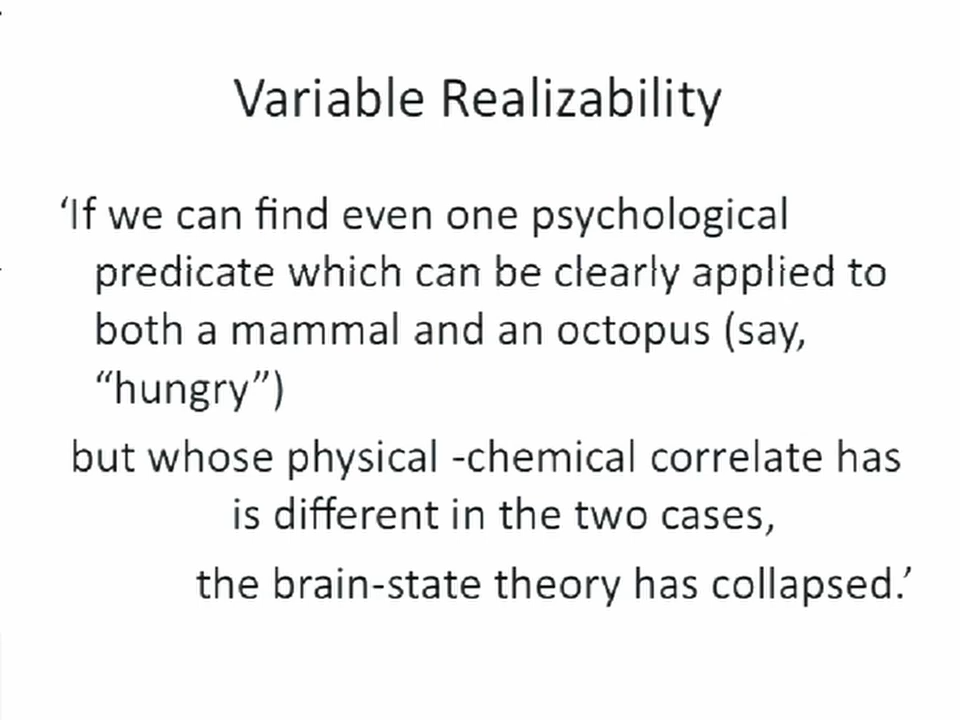 Variable Realizability
‘If we can find even one psychological
predicate which can be clearly applied to
both a mammal and an octopus (say,
“hungry”)
but whose physical -chemical correlate has
is different in the two cases,
the brain-state theory has collapsed.’